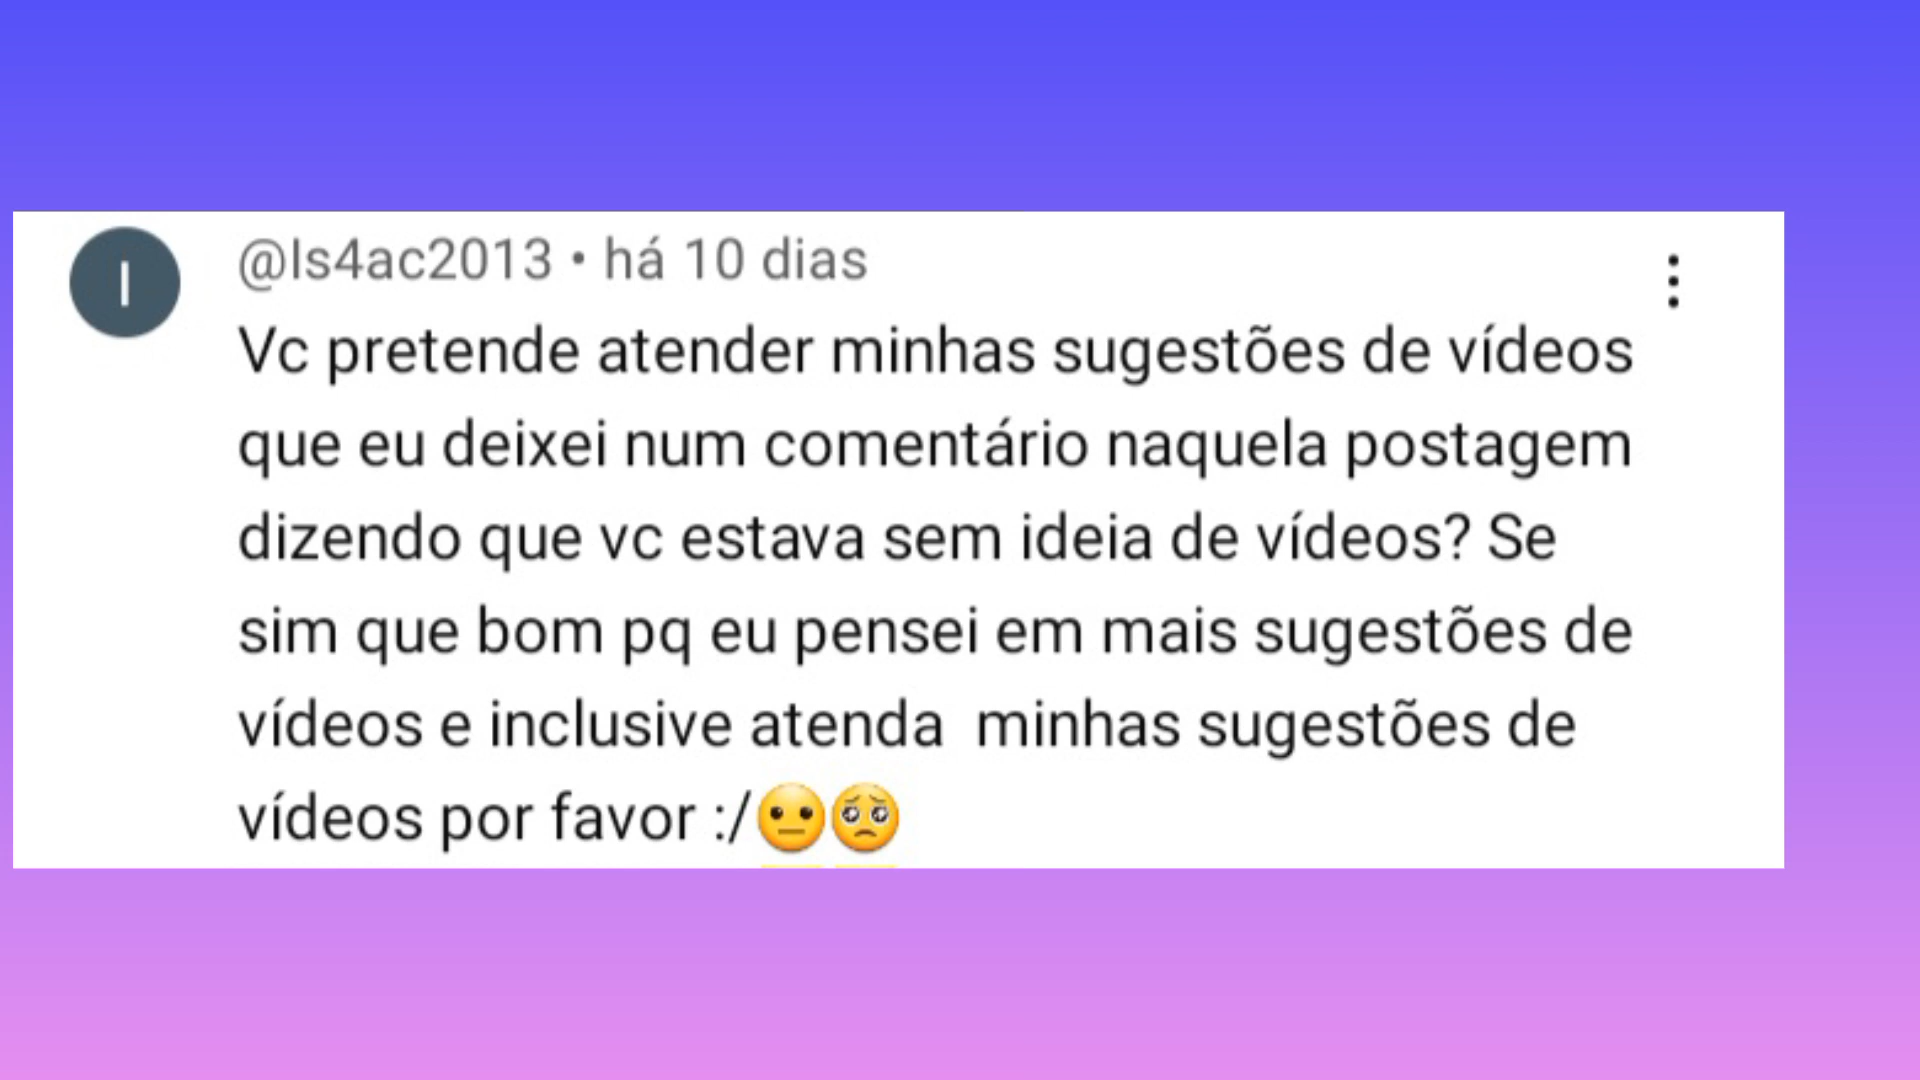 I
@Is4ac2013 • há 10 dias
Vc pretende atender minhas sugestões de vídeos
que eu deixei num comentário naquela postagem
dizendo que vc estava sem ideia de vídeos? Se
sim que bom pq eu pensei em mais sugestões de
vídeos e inclusive atenda  minhas sugestões de
vídeos por favor :/😐🥺